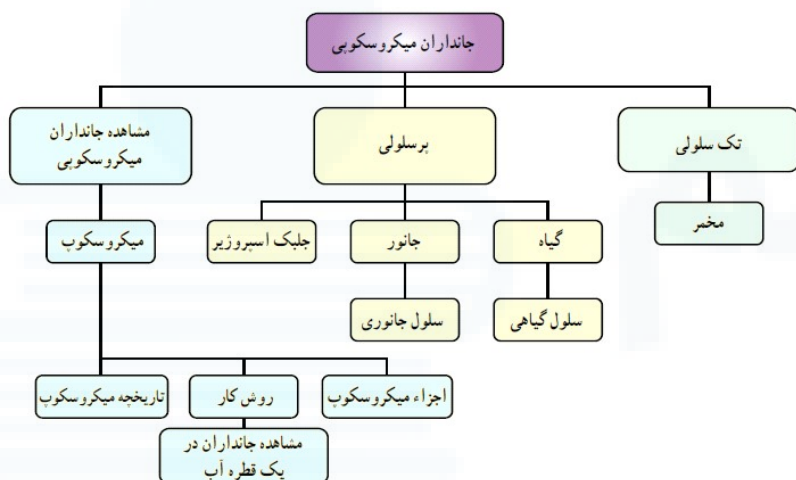 جانداران میکروسکوپی
تک سلولی
پرسلولی
مشاهده جانداران
میکروسکوپی
مخمر
گیاه
جانور
جلبک اسپروژیر
میکروسکوپ
سلول گیاهی
سلول جانوری
اجزاء میکروسکوپ
روش کار
تاریخچه میکروسکوپ
مشاهده جانداران در
یک قطره آب